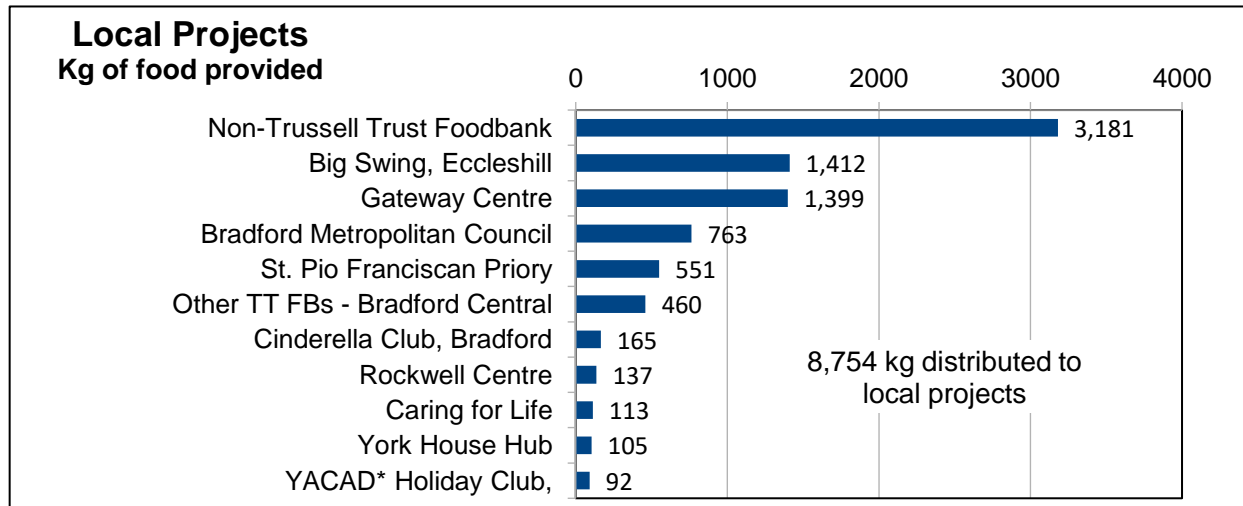 Local Projects
Kg of food provided
0 1000 2000 3000 4000
Non-Trussell Trust Foodbank 3,181
Big Swing, Eccleshill 1,412
Gateway Centre 1,399
Bradford Metropolitan Council 763
St. Pio Franciscan Priory 551
Other TT FBs - Bradford Central 460
Cinderella Club, Bradford 165
Rockwell Centre 137
Caring for Life 113
York House Hub 105
YACAD* Holiday Club, 92
8,754 kg distributed to
local projects